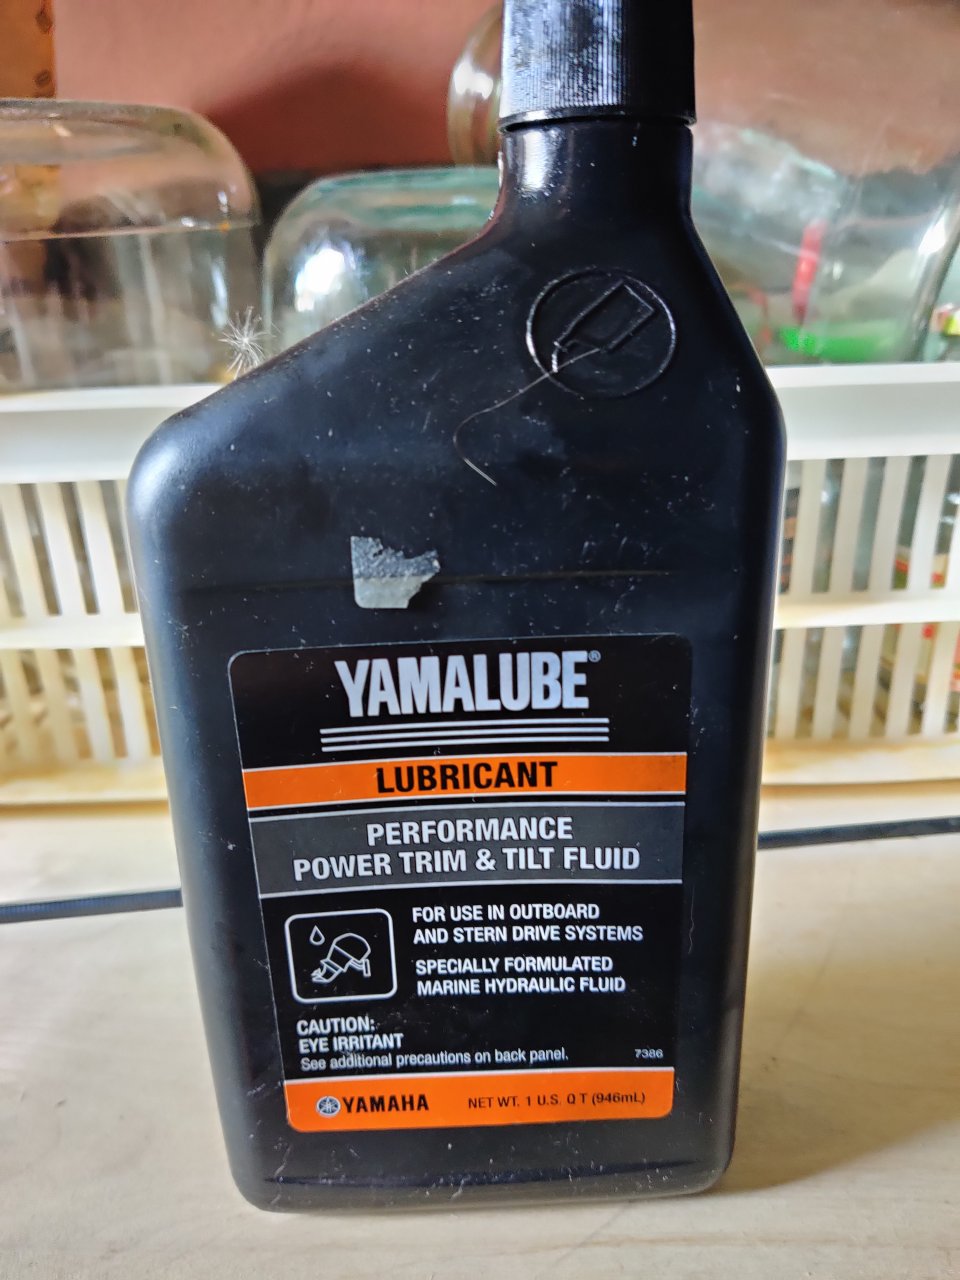 YAMALUBE®
LUBRICANT
PERFORMANCE
POWER TRIM & TILT FLUID
FOR USE IN OUTBOARD
AND STERN DRIVE SYSTEMS
SPECIALLY FORMULATED
MARINE HYDRAULIC FLUID
CAUTION:
EYE IRRITANT
See additional precautions on back panel.
7386
YAMAHA
NET WT. 1 U.S. QT (946mL)